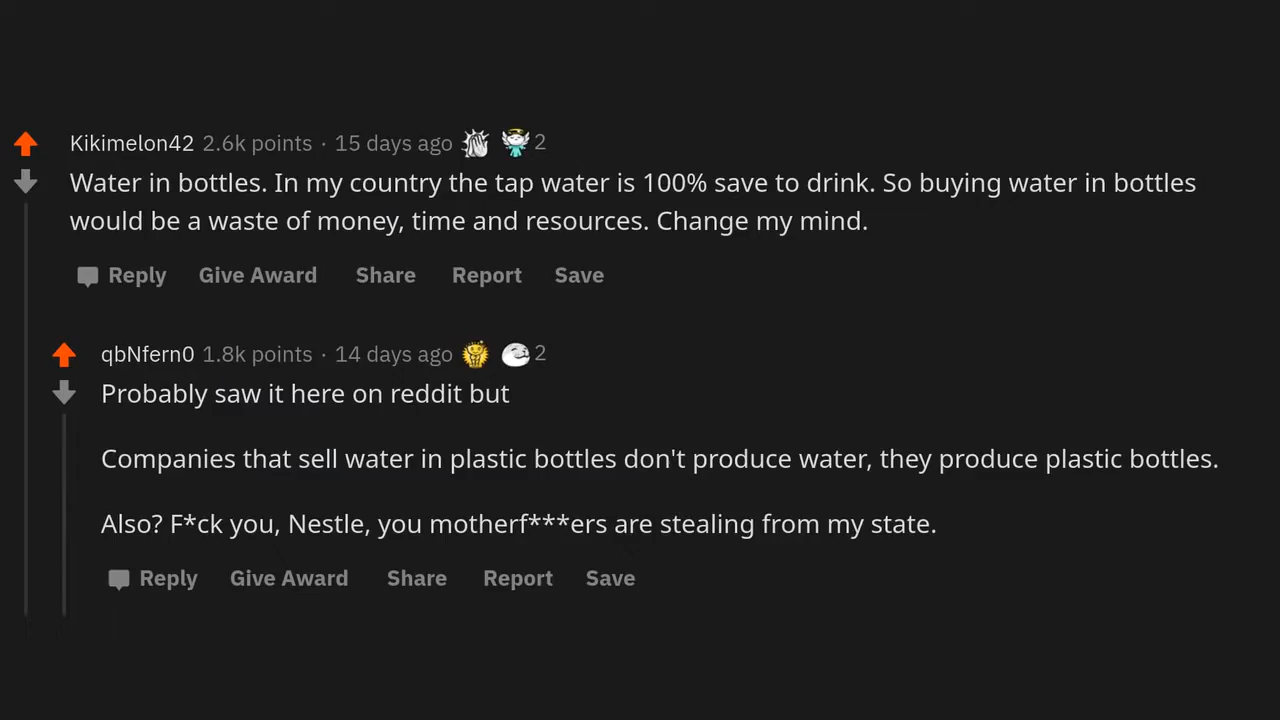 Kikimelon42 2.6k points · 15 days ago 2
Water in bottles. In my country the tap water is 100% save to drink. So buying water in bottles
would be a waste of money, time and resources. Change my mind.
Reply Give Award Share Report Save
qbNfern0 1.8k points · 14 days ago 2
Probably saw it here on reddit but
Companies that sell water in plastic bottles don't produce water, they produce plastic bottles.
Also? F*ck you, Nestle, you motherf***ers are stealing from my state.
Reply Give Award Share Report Save